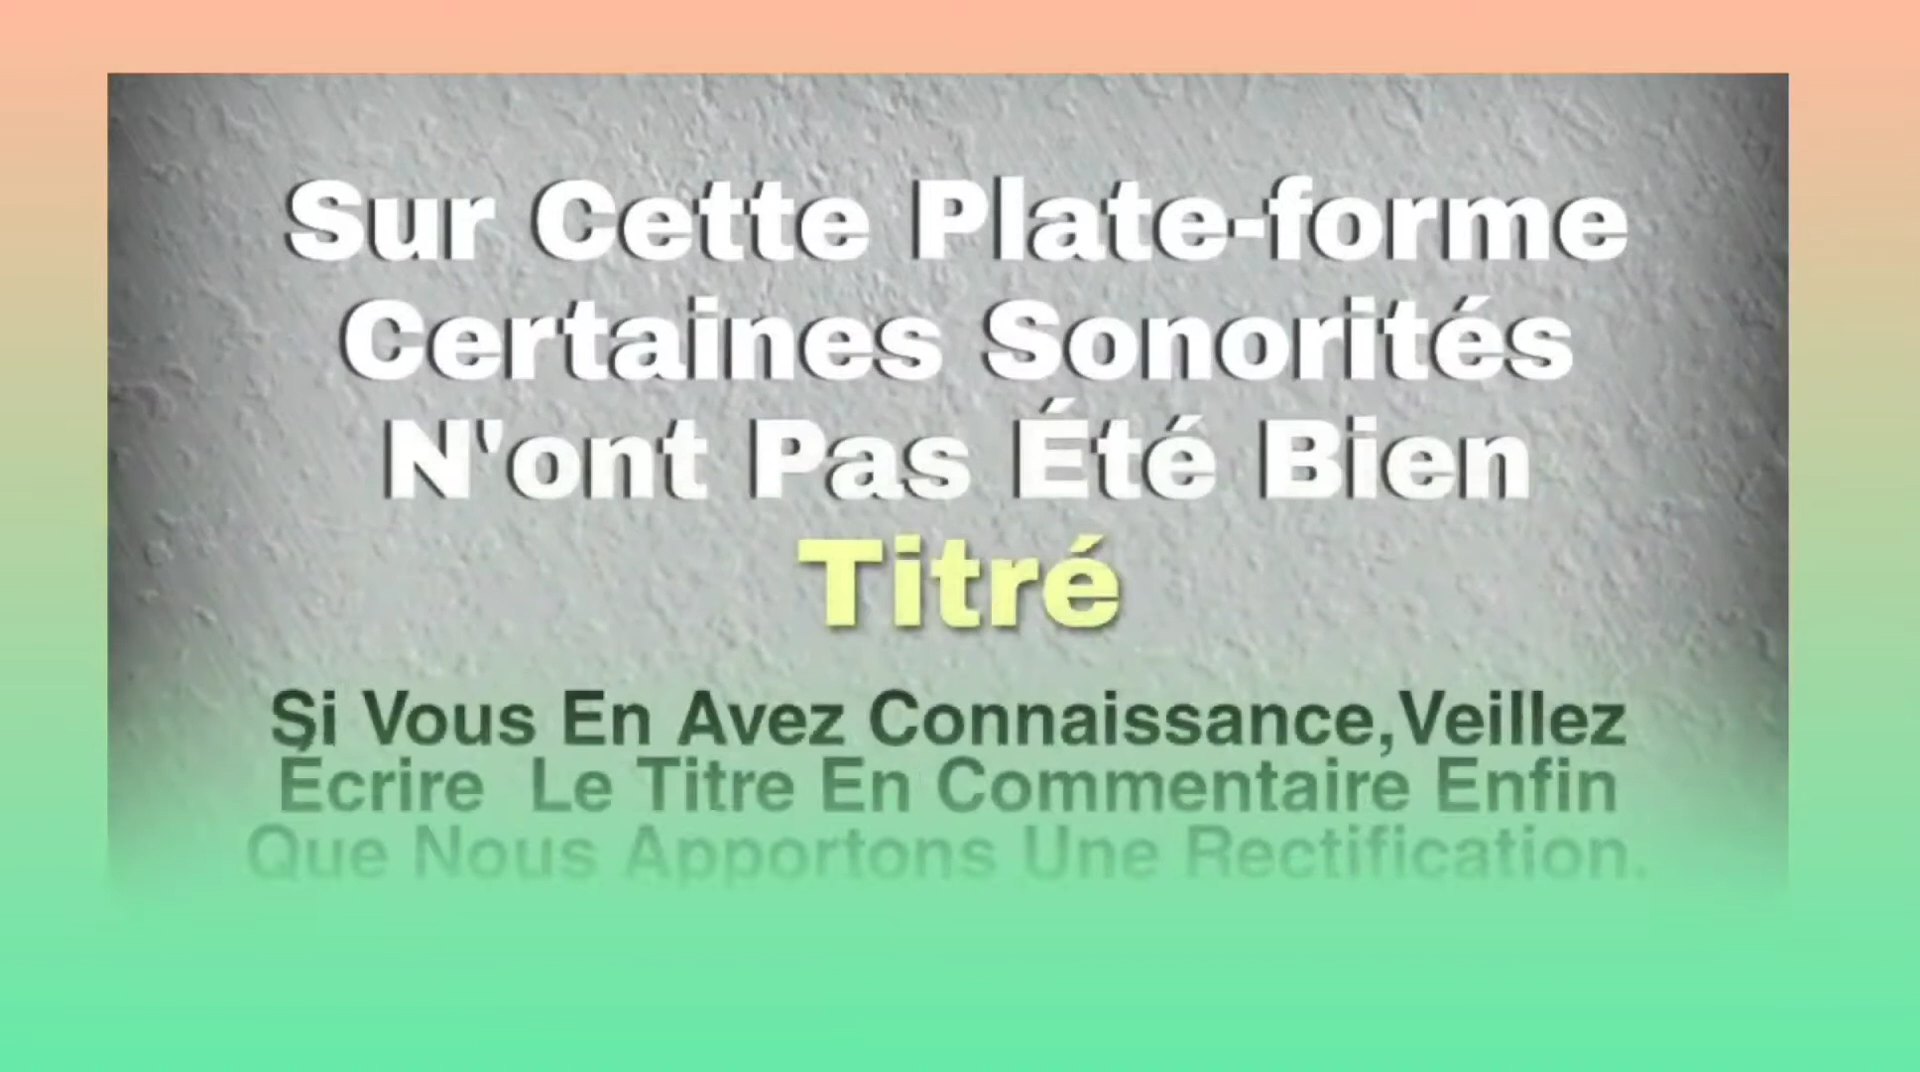 Sur Cette Plate-forme
Certaines Sonorités
N'ont Pas Été Bien
Titré
Si Vous En Avez Connaissance,Veillez
Écrire  Le Titre En Commentaire Enfin
Que Nous Apportons Une Rectification.